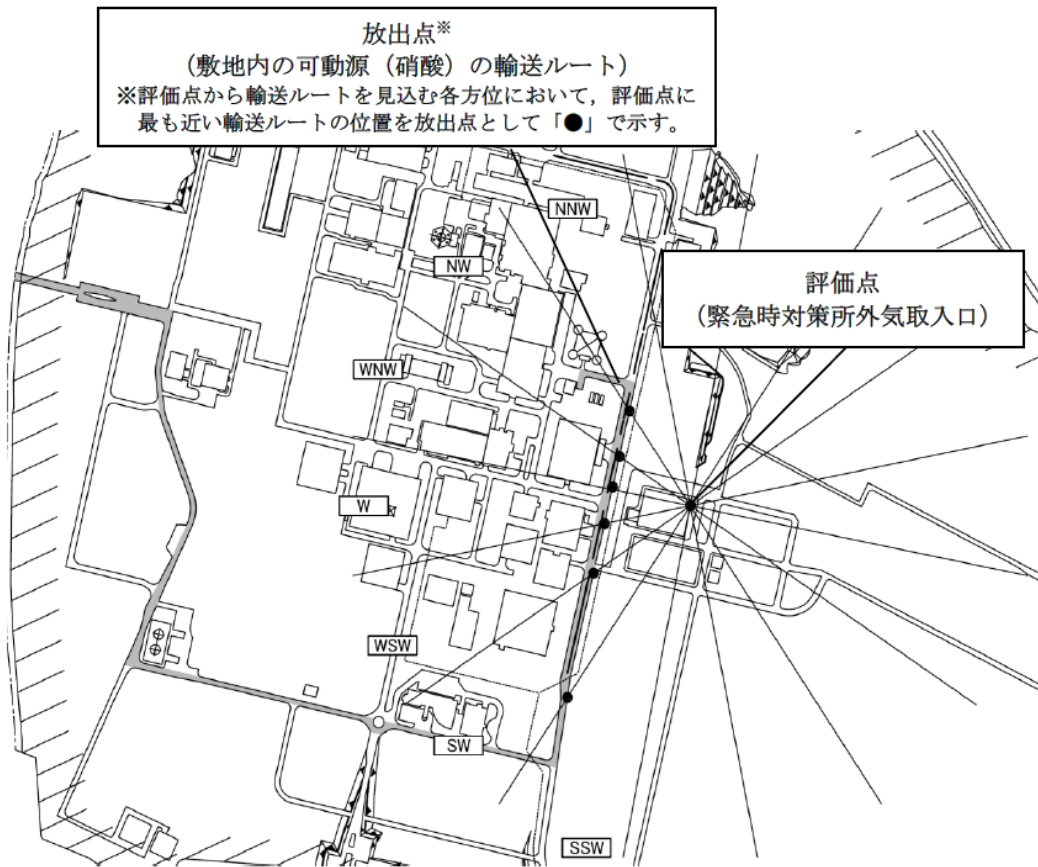 放出点※
（敷地内の可動源（硝酸）の輸送ルート）
※評価点から輸送ルートを見込む各方位において，評価点に
最も近い輸送ルートの位置を放出点として「●」で示す。
NNW
NW
評価点
（緊急時対策所外気取入口）
WNW
W
WSW
SW
SSW